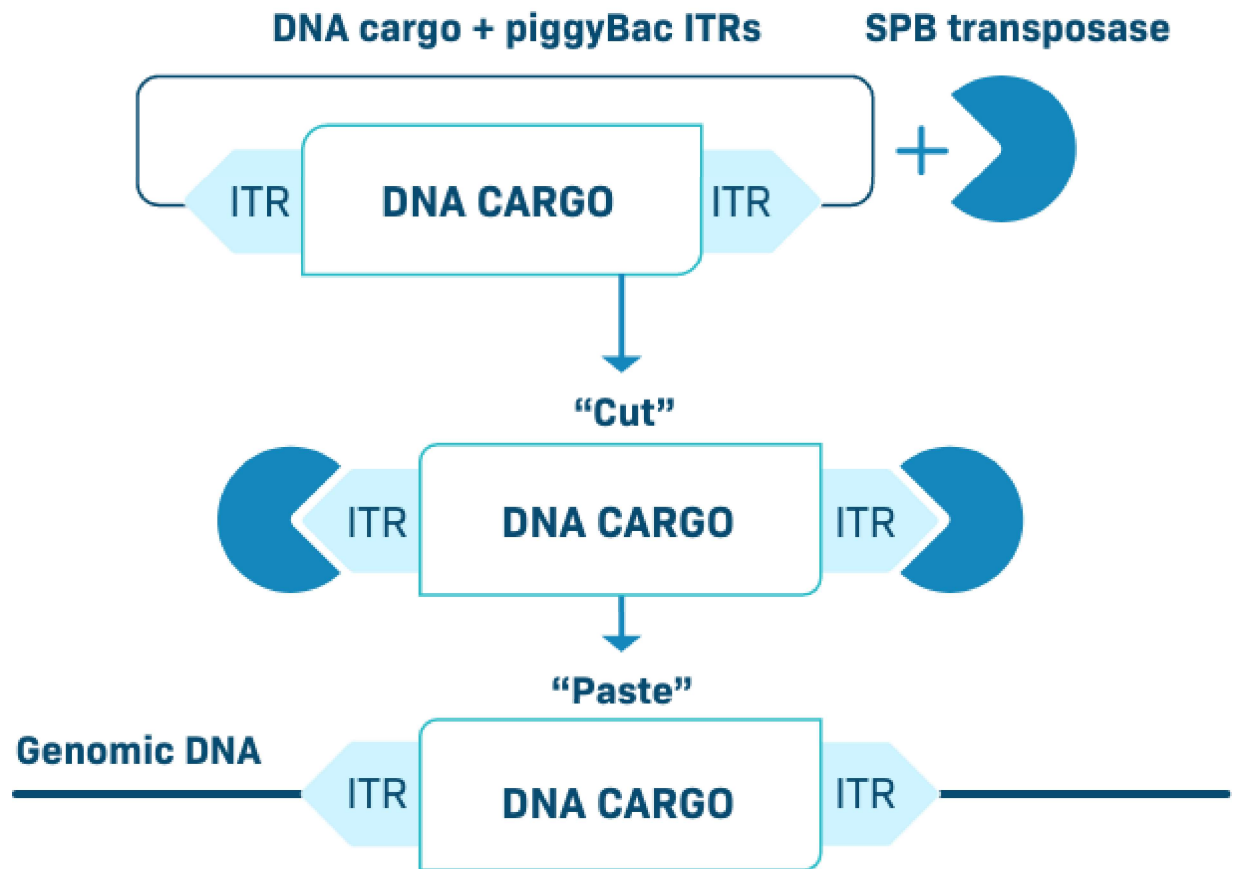 DNA cargo + piggyBac ITRs
SPB transposase
ITR
DNA CARGO
ITR
+
“Cut”
ITR
DNA CARGO
ITR
“Paste”
Genomic DNA
ITR
DNA CARGO
ITR